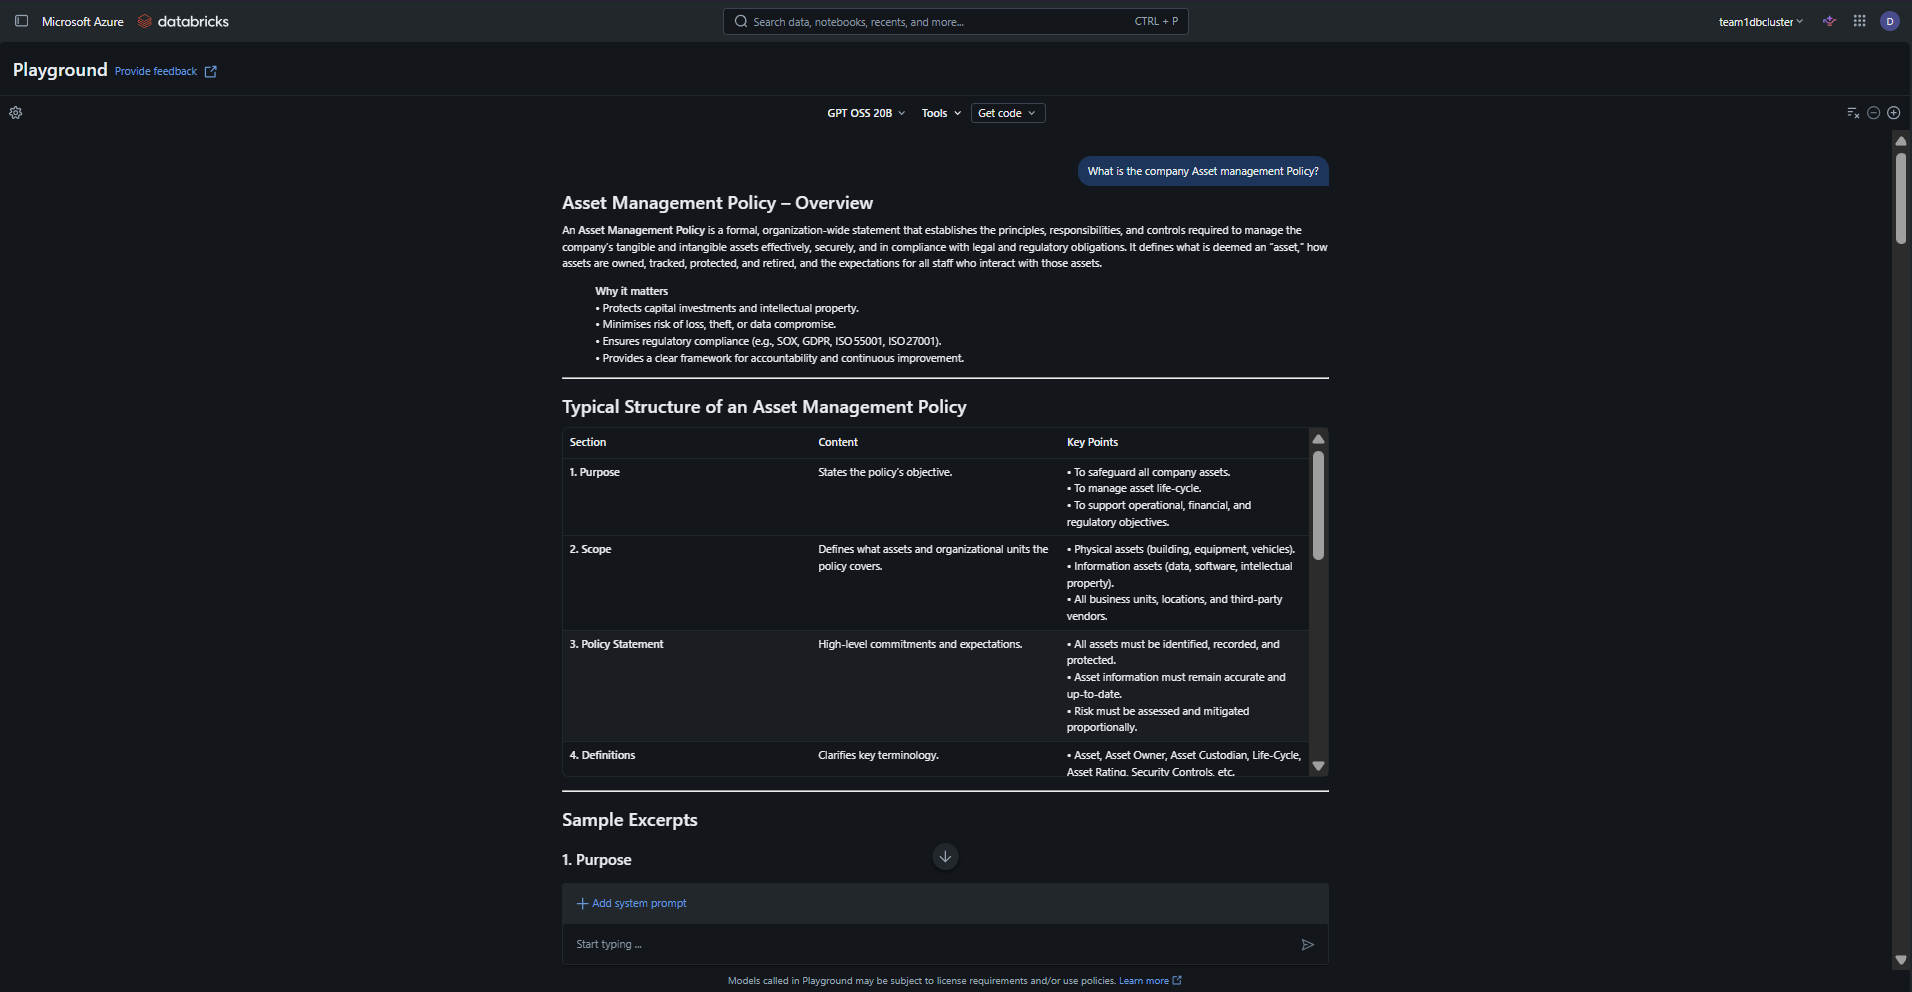 Microsoft Azure databricks
Search data, notebooks, recents, and more... CTRL + P
team1dbcluster
D
Playground Provide feedback
GPT OSS 20B Tools Get code
What is the company Asset management Policy?
Asset Management Policy – Overview
An Asset Management Policy is a formal, organization-wide statement that establishes the principles, responsibilities, and controls required to manage the
company's tangible and intangible assets effectively, securely, and in compliance with legal and regulatory obligations. It defines what is deemed an "asset," how
assets are owned, tracked, protected, and retired, and the expectations for all staff who interact with those assets.
Why it matters
• Protects capital investments and intellectual property.
• Minimises risk of loss, theft, or data compromise.
• Ensures regulatory compliance (e.g., SOX, GDPR, ISO 55001, ISO 27001).
• Provides a clear framework for accountability and continuous improvement.
Typical Structure of an Asset Management Policy
Section Content Key Points
1. Purpose States the policy's objective. • To safeguard all company assets.
• To manage asset life-cycle.
• To support operational, financial, and
regulatory objectives.
2. Scope Defines what assets and organizational units the • Physical assets (building, equipment, vehicles).
policy covers. • Information assets (data, software, intellectual
property).
• All business units, locations, and third-party
vendors.
3. Policy Statement High-level commitments and expectations. • All assets must be identified, recorded, and
protected.
• Asset information must remain accurate and
up-to-date.
• Risk must be assessed and mitigated
proportionally.
4. Definitions Clarifies key terminology. • Asset, Asset Owner, Asset Custodian, Life-Cycle,
Asset Rating, Security Controls, etc.
Sample Excerpts
1. Purpose
Add system prompt
Start typing ...
Models called in Playground may be subject to license requirements and/or use policies. Learn more